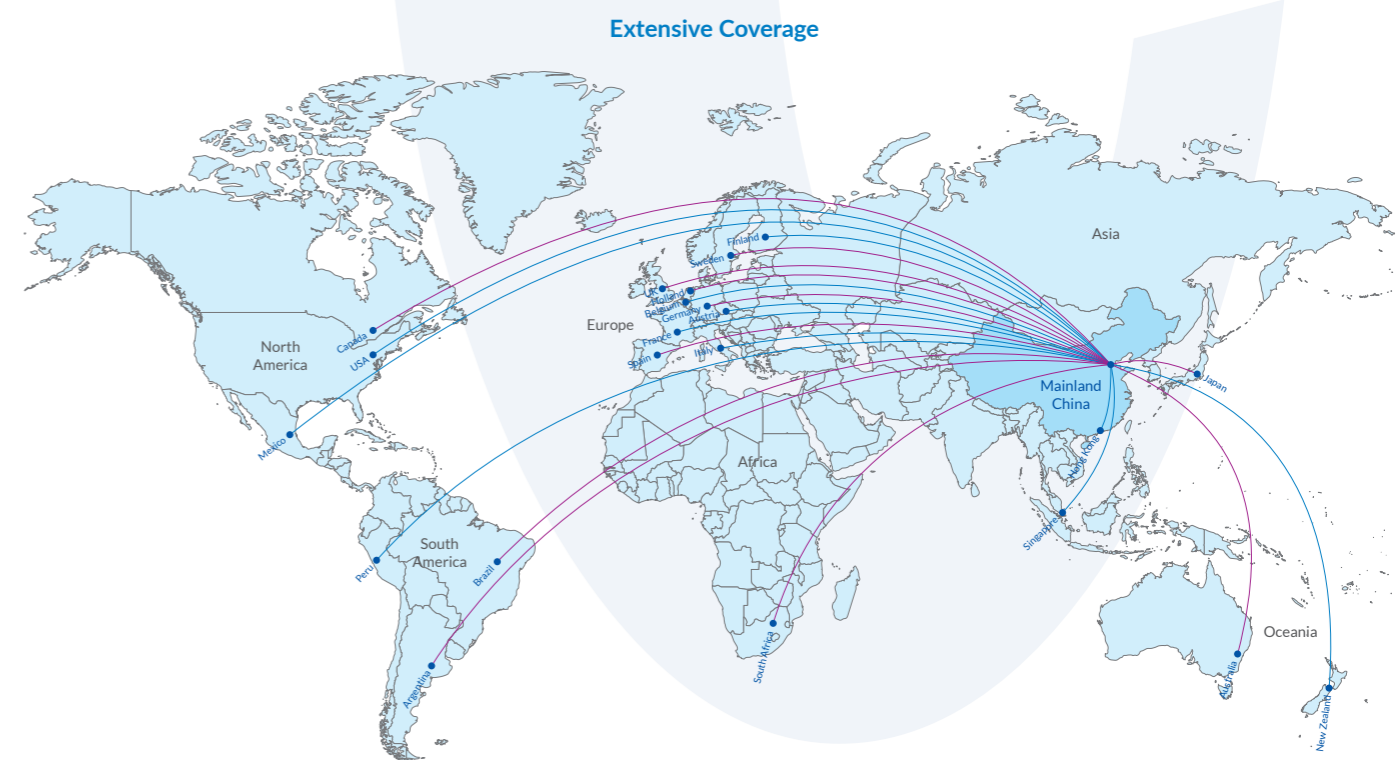 Extensive Coverage
Asia
Finland
Sweden
UK
Holland
Belgium
Germany
Austria
Europe
France
Spain
Italy
Canada
USA
North
America
Mexico
Japan
Mainland
China
Hong Kong
Africa
Singapore
South
America
Peru
Brazil
South Africa
Oceania
Australia
Argentina
New Zealand